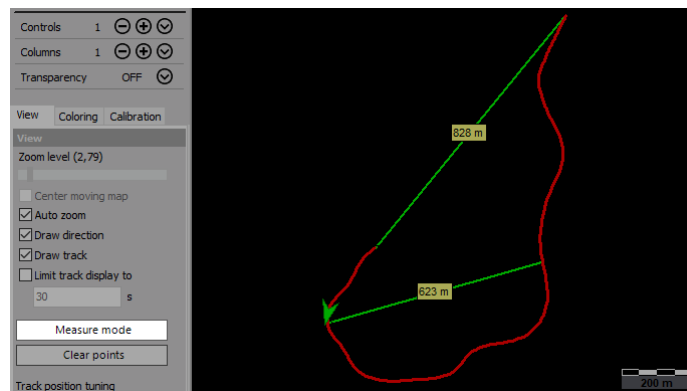 Controls 1
Columns 1
Transparency OFF
View Coloring Calibration
View
Zoom level (2,79)
Center moving map
Auto zoom
Draw direction
Draw track
Limit track display to
30 s
Measure mode
Clear points
Track position tuning
828 m
623 m
200 m